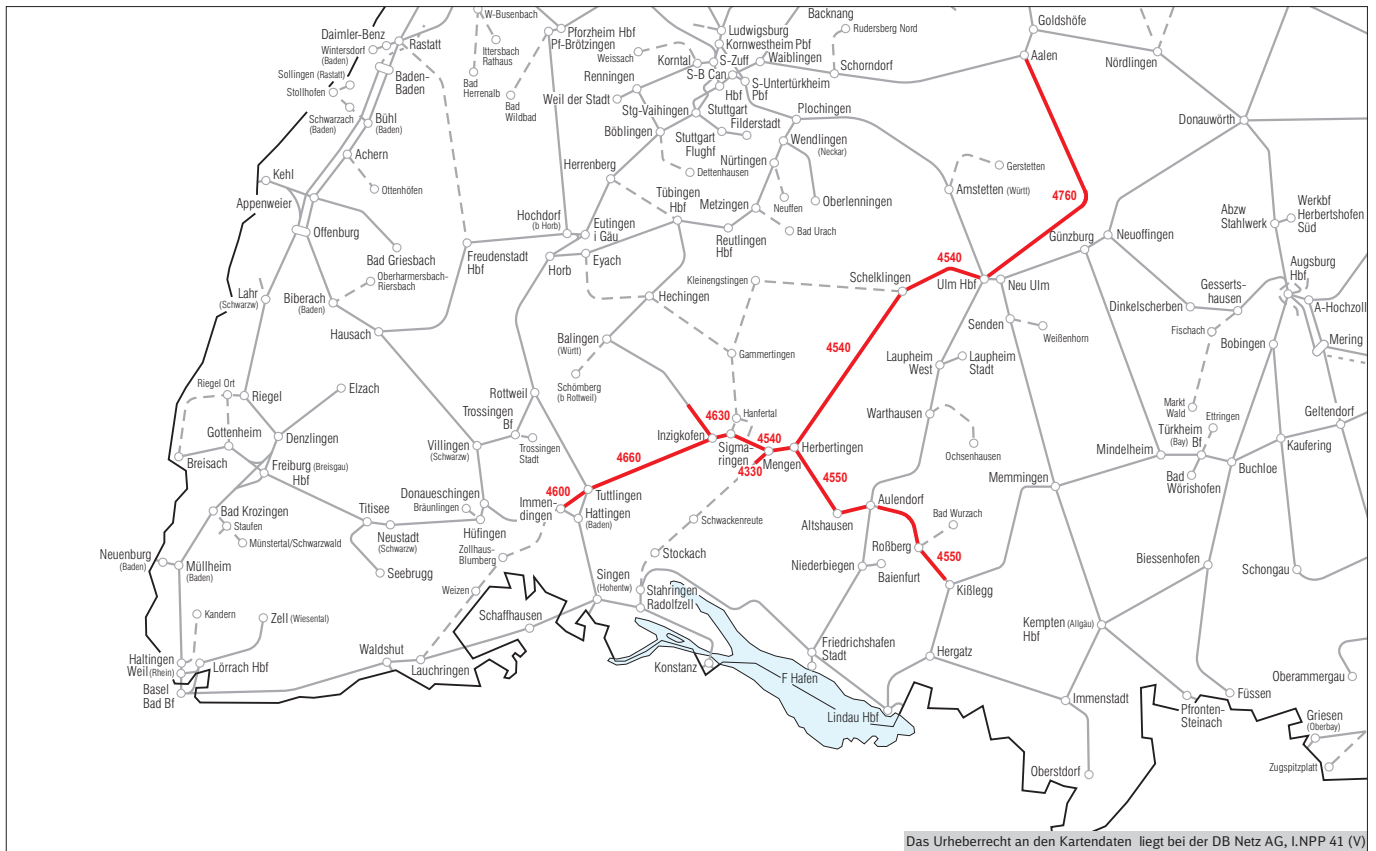 W-Busenbach
Daimler-Benz
Wintersdorf
(Baden)
Rastatt
Ittersbach
Rathaus
Pforzheim Hbf
Pf-Brötzingen
Ludwigsburg
Kornwestheim Pbf
Backnang
Rudersberg Nord
Goldshöfe
Aalen
Nördlingen
Sollingen (Rastatt)
Stollhofen
Baden-
Baden
Bad
Herrenalb
Bad
Wildbad
Weissach
Korntal
S-Zuff
Waiblingen
Schorndorf
Renningen
S-B Can
Hbf
S-Untertürkheim
Pbf
Weil der Stadt
Schwarzach
(Baden)
Bühl
(Baden)
Stg-Vaihingen
Stuttgart
Plochingen
Donauwörth
Böblingen
Stuttgart
Flughf
Filderstadt
Wendlingen
(Neckar)
Achern
Ottenhöfen
Herrenberg
Dettenhausen
Nürtingen
Gerstetten
Amstetten (Württ)
4760
Kehl
Appenweier
Tübingen
Hbf
Metzingen
Neuffen
Oberlenningen
Werkbf
Herbertshofen
Süd
Abzw
Stahlwerk
Offenburg
Hochdorf
(b Horb)
Eutingen
i Gäu
Reutlingen
Hbf
Bad Urach
Günzburg
Neuoffingen
Bad Griesbach
Freudenstadt
Hbf
Horb
Eyach
4540
Augsburg
Hbf
Oberharmersbach-
Riersbach
Kleinengstingen
Schelklingen
Ulm Hbf
Neu Ulm
Gesserts-
hausen
Lahr
(Schwarzw)
Biberach
(Baden)
Hechingen
Dinkelscherben
A-Hochzoll
Hausach
Senden
Weißenhorn
Fischach
Bobingen
Mering
Balingen
(Württ)
4540
Gammertingen
Laupheim
West
Laupheim
Stadt
Schömberg
(b Rottweil)
Riegel Ort
Riegel
Elzach
Rottweil
Markt
Wald
Ettringen
Geltendorf
Trossingen
Bf
4630
Hanfertal
Warthausen
Türkheim
(Bay) Bf
Gottenheim
Denzlingen
Villingen
(Schwarzw)
Trossingen
Stadt
Inzigkofen
Sigma-
ringen
4540
Mengen
Herbertingen
Ochsenhausen
Mindelheim
Kaufering
Breisach
Freiburg (Breisgau)
Hbf
4660
4330
4550
Memmingen
Bad
Wörishofen
Buchloe
Donaueschingen
Bräunlingen
4600
Immen-
dingen
Tuttlingen
Aulendorf
Bad Krozingen
Staufen
Titisee
Hattingen
(Baden)
Schwackenreute
Altshausen
Bad Wurzach
Münstertal/Schwarzwald
Neustadt
(Schwarzw)
Hüfingen
Zollhaus-
Blumberg
Stockach
Roßberg
4550
Neuenburg
(Baden)
Müllheim
(Baden)
Seebrugg
Niederbiegen
Baienfurt
Biessenhofen
Schongau
Weizen
Singen
(Hohentw)
Stahringen
Radolfzell
Kißlegg
Kandern
Zell (Wiesental)
Schaffhausen
Kempten (Allgäu)
Hbf
Waldshut
Lauchringen
Friedrichshafen
Stadt
Hergatz
Haltingen
Weil (Rhein)
Lörrach Hbf
Konstanz
F Hafen
Oberammergau
Basel
Bad Bf
Lindau Hbf
Immenstadt
Pfronten-
Steinach
Füssen
Griesen
(Oberbay)
Oberstdorf
Zugspitzplatt
Das Urheberrecht an den Kartendaten liegt bei der DB Netz AG, I.NPP 41 (V)